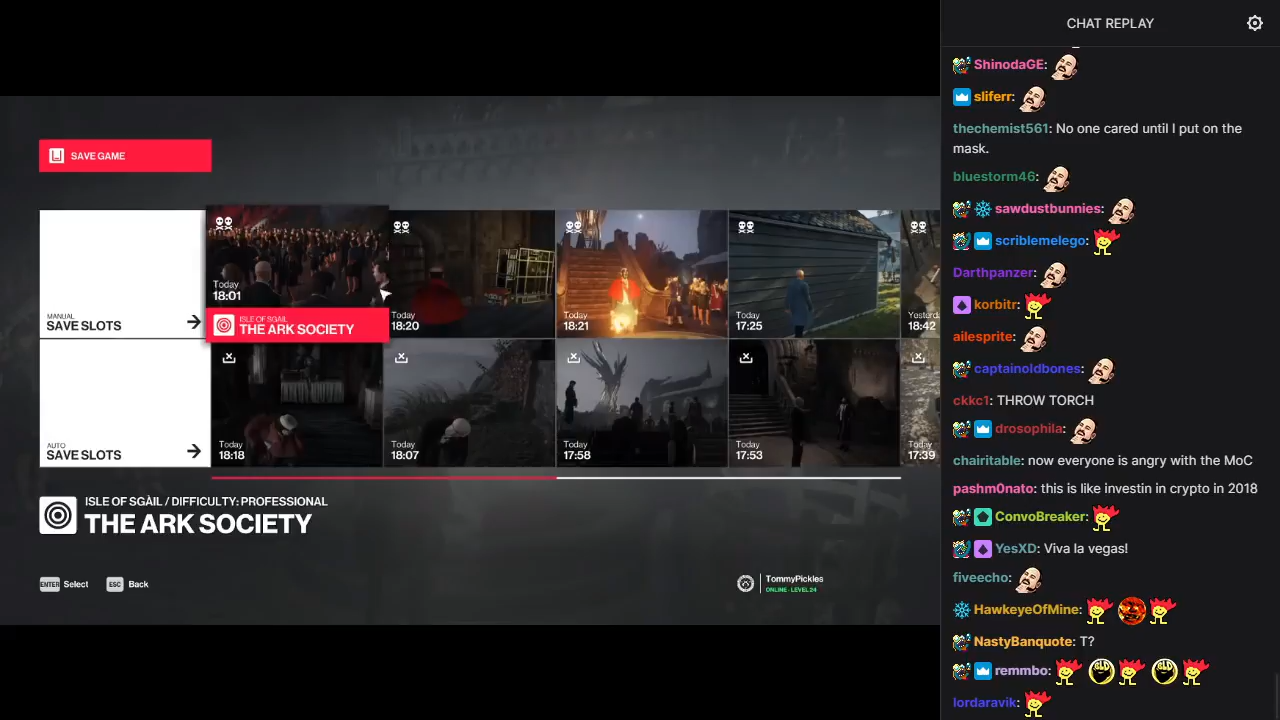 CHAT REPLAY
SAVE GAME
MANUAL
SAVE SLOTS
Today
18:01
ISLE OF SGÀIL
THE ARK SOCIETY
Today
18:20
Today
18:21
Today
17:25
Yesterd
18:42
AUTO
SAVE SLOTS
Today
18:18
Today
18:07
Today
17:58
Today
17:53
Today
17:39
ISLE OF SGÀIL / DIFFICULTY: PROFESSIONAL
THE ARK SOCIETY
ENTER Select
ESC Back
TommyPickles
ONLINE - LEVEL 24
ShinodaGE:
sliferr:
thechemist561: No one cared until I put on the
mask.
bluestorm46:
sawdustbunnies:
scriblemelego:
Darthpanzer:
korbitr:
ailesprite:
captainoldbones:
ckkc1: THROW TORCH
drosophila:
chairitable: now everyone is angry with the MoC
pashm0nato: this is like investin in crypto in 2018
ConvoBreaker:
YesXD: Viva la vegas!
fiveecho:
HawkeyeOfMine:
NastyBanquote: T?
remmbo:
lordaravik: